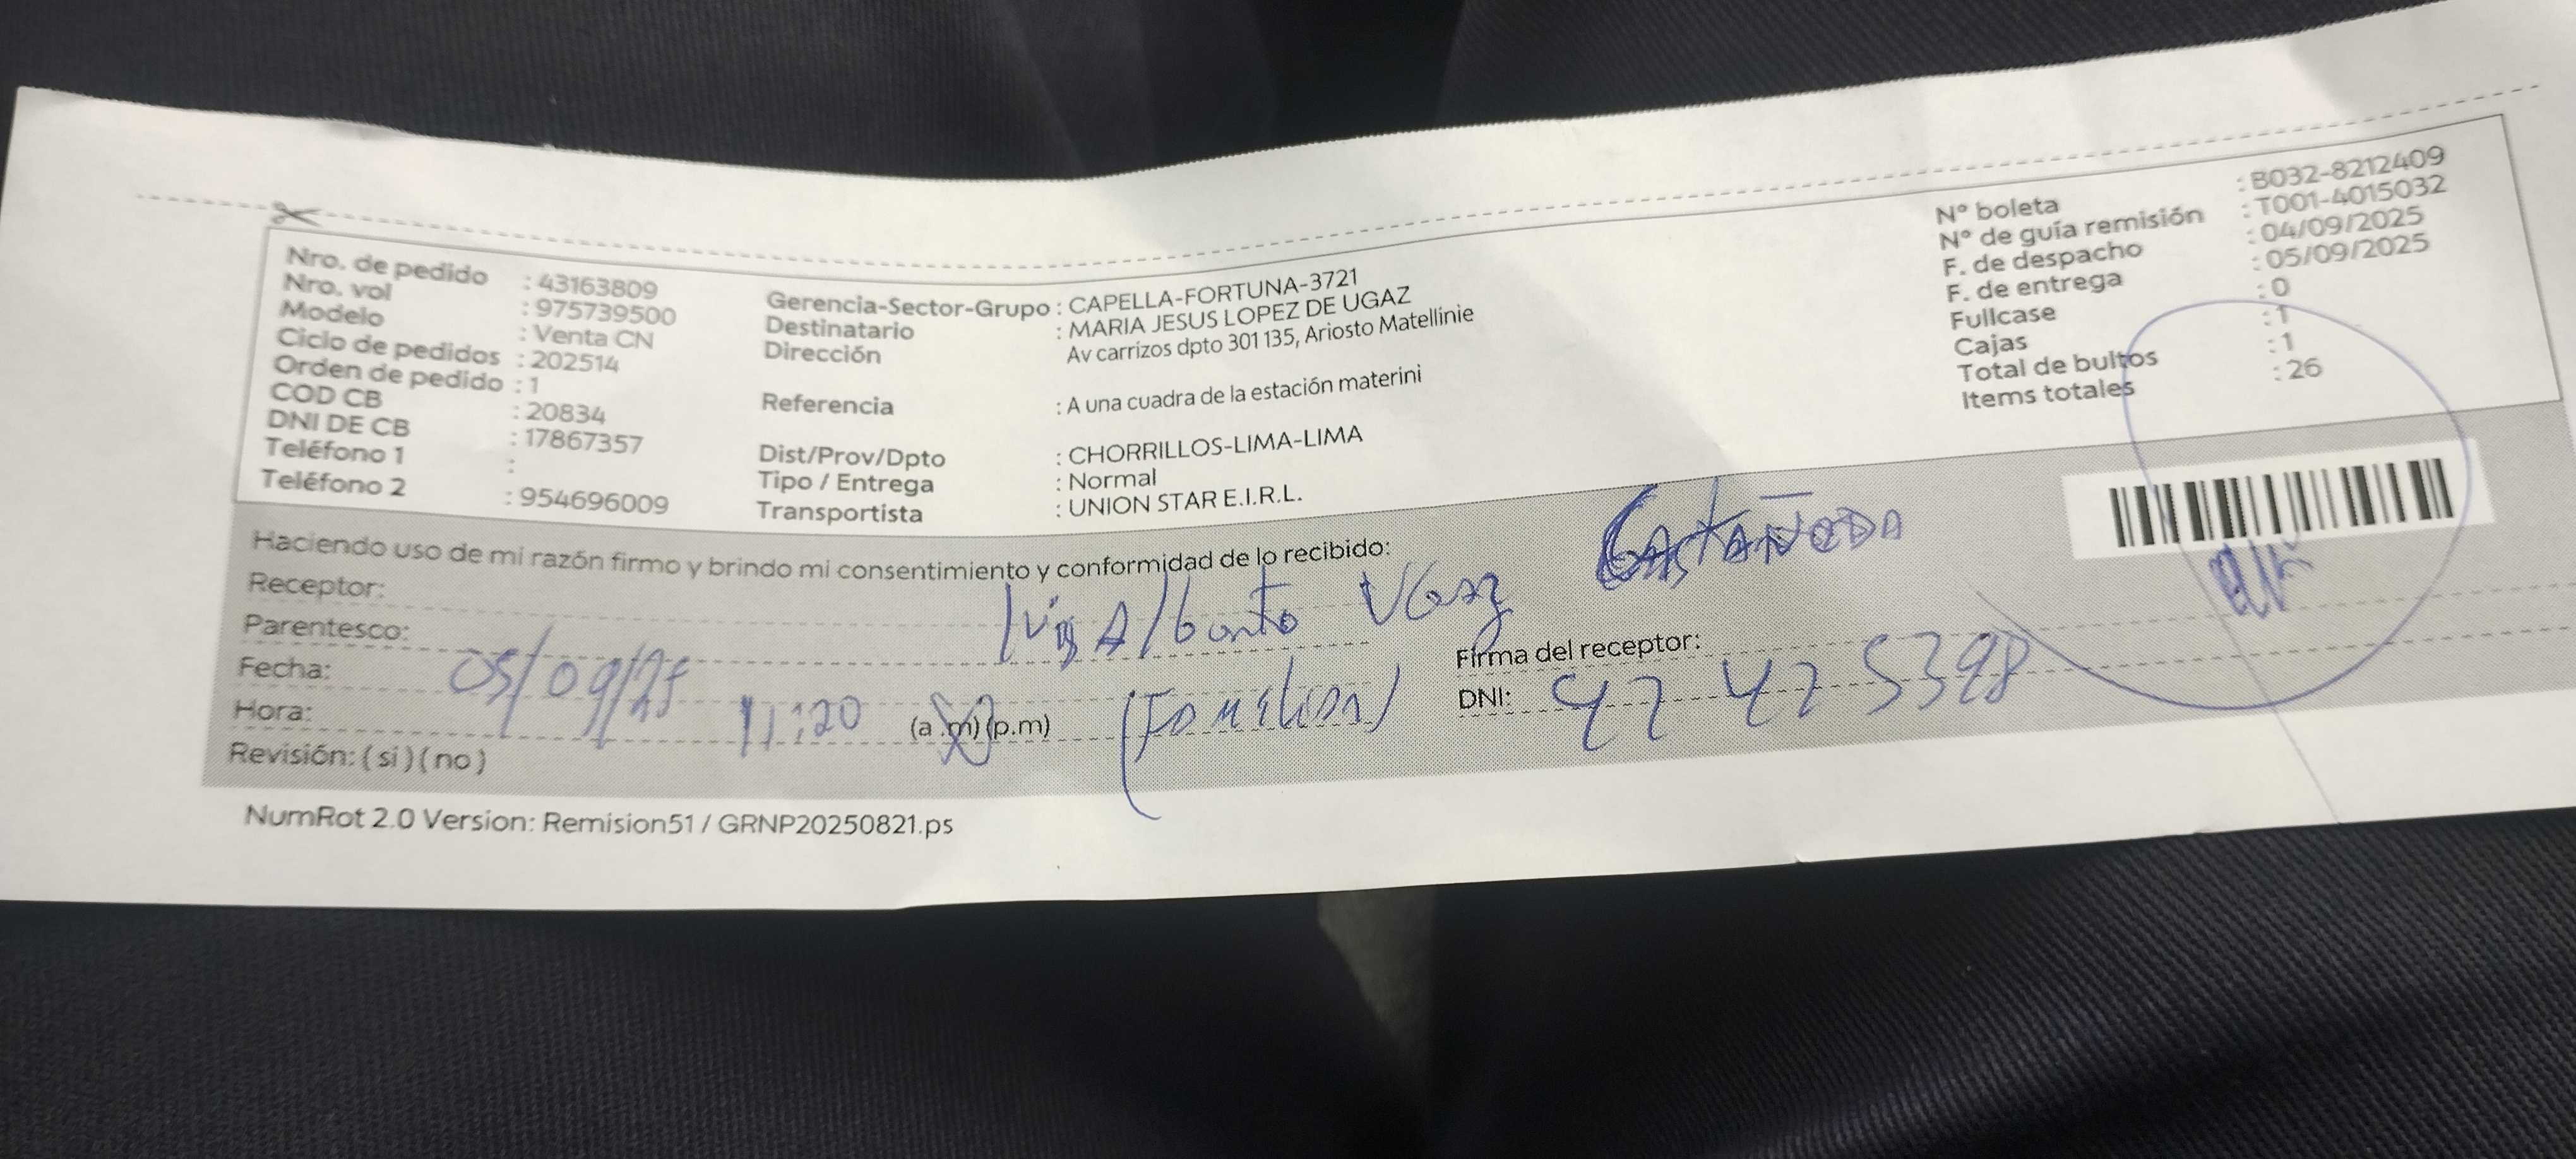 Nro. de pedido : 43163809
Nro. vol : 975739500
Modelo : Venta CN
Ciclo de pedidos : 202514
Orden de pedido : 1
COD CB : 20834
DNI DE CB : 17867357
Teléfono 1 :
Teléfono 2 : 954696009
Gerencia-Sector-Grupo : CAPELLA-FORTUNA-3721
Destinatario : MARIA JESUS LOPEZ DE UGAZ
Dirección Av carrizos dpto 301 135, Ariosto Matellinie
Referencia : A una cuadra de la estación materini
Dist/Prov/Dpto : CHORRILLOS-LIMA-LIMA
Tipo / Entrega : Normal
Transportista : UNION STAR E.I.R.L.
N° boleta : B032-8212409
N° de guía remisión : T001-4015032
F. de despacho : 04/09/2025
F. de entrega : 05/09/2025
Fullcase : 0
Cajas : 1
Total de bultos : 1
Items totales : 26
Haciendo uso de mi razón firmo y brindo mi consentimiento y conformidad de lo recibido:
Receptor: Luis Alberto Ugaz Castañeda
Parentesco:
Fecha: 05/09/25
Hora: 11:20 (a .m) (p.m)
Revisión: ( si ) ( no )
Firma del receptor:
DNI:
NumRot 2.0 Version: Remision51 / GRNP20250821.ps